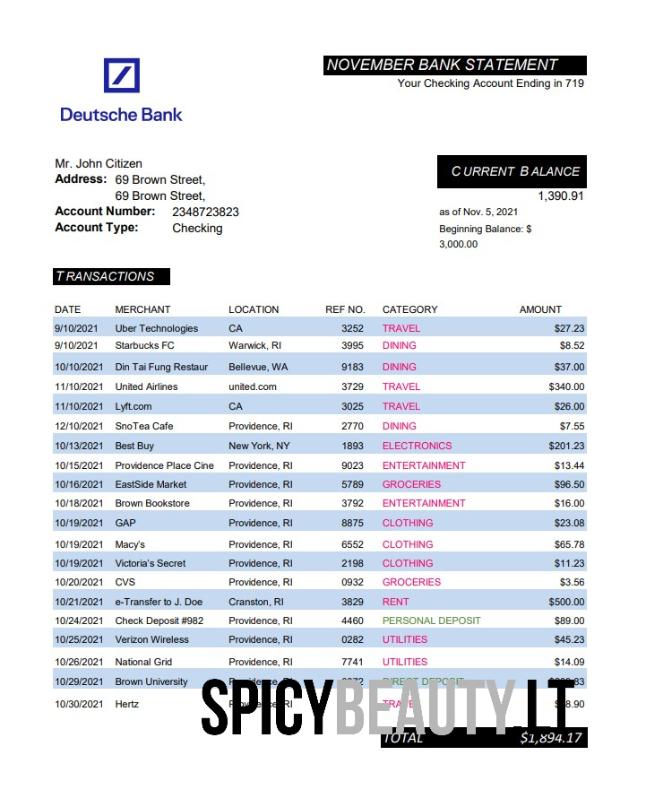 NOVEMBER BANK STATEMENT
Your Checking Account Ending in 719
Deutsche Bank
Mr. John Citizen
Address: 69 Brown Street,
69 Brown Street,
Account Number: 2348723823
Account Type: Checking
CURRENT BALANCE
1,390.91
as of Nov. 5, 2021
Beginning Balance: $
3,000.00
TRANSACTIONS
DATE MERCHANT LOCATION REF NO. CATEGORY AMOUNT
9/10/2021 Uber Technologies CA 3252 TRAVEL $27.23
9/10/2021 Starbucks FC Warwick, RI 3995 DINING $8.52
10/10/2021 Din Tai Fung Restaur Bellevue, WA 9183 DINING $37.00
11/10/2021 United Airlines united.com 3729 TRAVEL $340.00
11/10/2021 Lyft.com CA 3025 TRAVEL $26.00
12/10/2021 SnoTea Cafe Providence, RI 2770 DINING $7.55
10/13/2021 Best Buy New York, NY 1893 ELECTRONICS $201.23
10/15/2021 Providence Place Cine Providence, RI 9023 ENTERTAINMENT $13.44
10/16/2021 EastSide Market Providence, RI 5789 GROCERIES $96.50
10/18/2021 Brown Bookstore Providence, RI 3792 ENTERTAINMENT $16.00
10/19/2021 GAP Providence, RI 8875 CLOTHING $23.08
10/19/2021 Macy's Providence, RI 6552 CLOTHING $65.78
10/19/2021 Victoria's Secret Providence, RI 2198 CLOTHING $11.23
10/20/2021 CVS Providence, RI 0932 GROCERIES $3.56
10/21/2021 e-Transfer to J. Doe Cranston, RI 3829 RENT $500.00
10/24/2021 Check Deposit #982 Providence, RI 4460 PERSONAL DEPOSIT $89.00
10/25/2021 Verizon Wireless Providence, RI 0282 UTILITIES $45.23
10/26/2021 National Grid Providence, RI 7741 UTILITIES $14.09
10/29/2021 Brown University Providence, RI DIRECT DEPOSIT
10/30/2021 Hertz Providence, RI TRAVEL
SPICYBEAUTY.LT
TOTAL $1,894.17